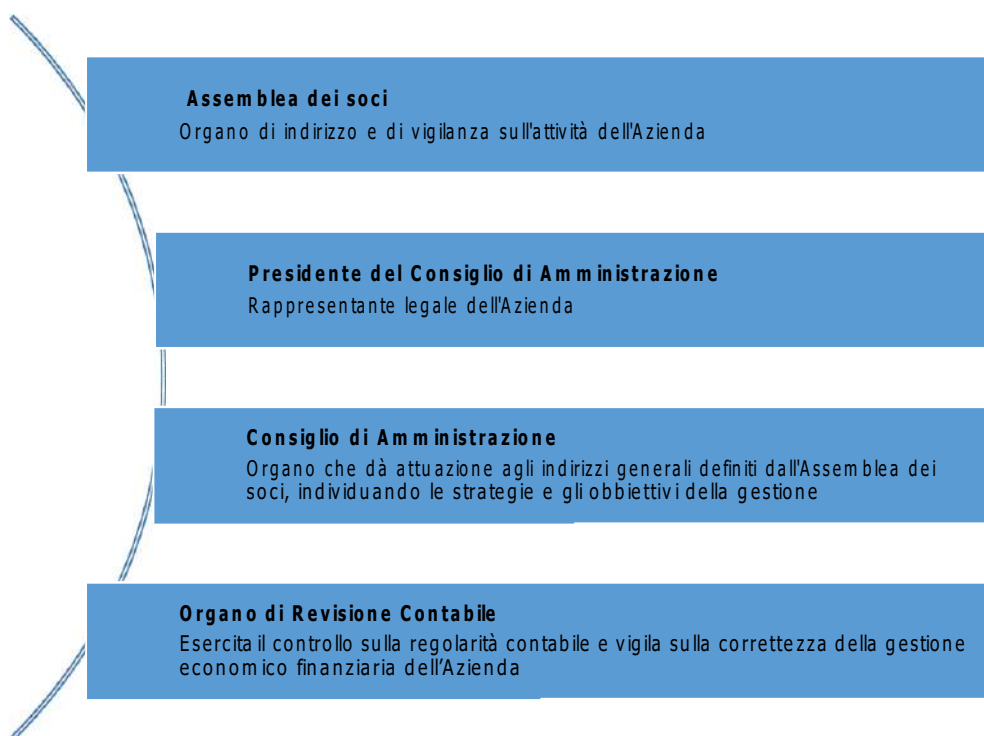 Assemblea dei soci
Organo di indirizzo e di vigilanza sull'attività dell'Azienda
Presidente del Consiglio di Amministrazione
Rappresentante legale dell'Azienda
Consiglio di Amministrazione
Organo che dà attuazione agli indirizzi generali definiti dall'Assemblea dei
soci, individuando le strategie e gli obbiettivi della gestione
Organo di Revisione Contabile
Esercita il controllo sulla regolarità contabile e vigila sulla correttezza della gestione
economico finanziaria dell’Azienda